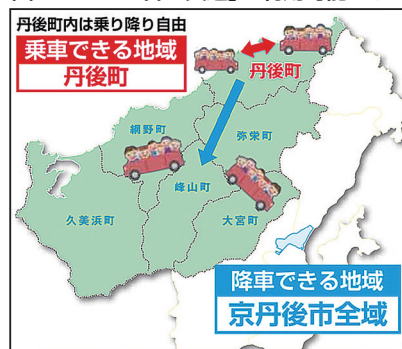 丹後町内は乗り降り自由
乗車できる地域
丹後町
丹後町
網野町
弥栄町
峰山町
久美浜町
大宮町
降車できる地域
京丹後市全域